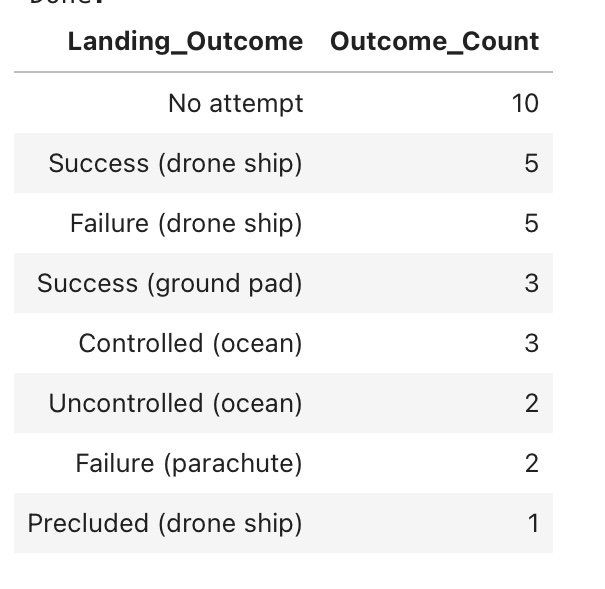 Done.
Landing_Outcome Outcome_Count
No attempt 10
Success (drone ship) 5
Failure (drone ship) 5
Success (ground pad) 3
Controlled (ocean) 3
Uncontrolled (ocean) 2
Failure (parachute) 2
Precluded (drone ship) 1